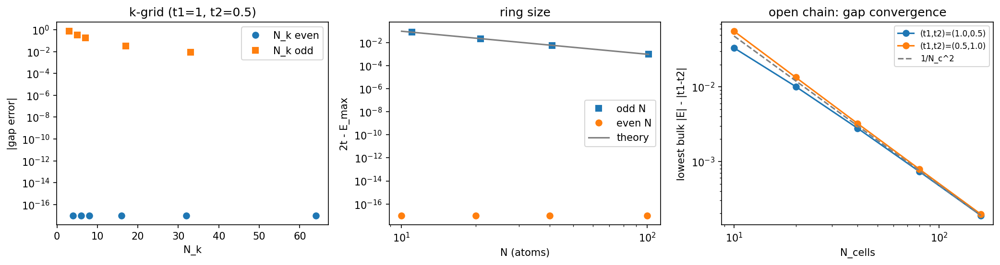 k-grid (t1=1, t2=0.5)
|gap error|
10^0
10^-2
10^-4
10^-6
10^-8
10^-10
10^-12
10^-14
10^-16
N_k even
N_k odd
0 10 20 30 40 50 60
N_k
ring size
2t - E_max
10^-2
10^-4
10^-6
10^-8
10^-10
10^-12
10^-14
10^-16
odd N
even N
theory
10^1 10^2
N (atoms)
open chain: gap convergence
lowest bulk |E| - |t1-t2|
10^-2
10^-3
(t1,t2)=(1.0,0.5)
(t1,t2)=(0.5,1.0)
1/N_c^2
10^1 10^2
N_cells